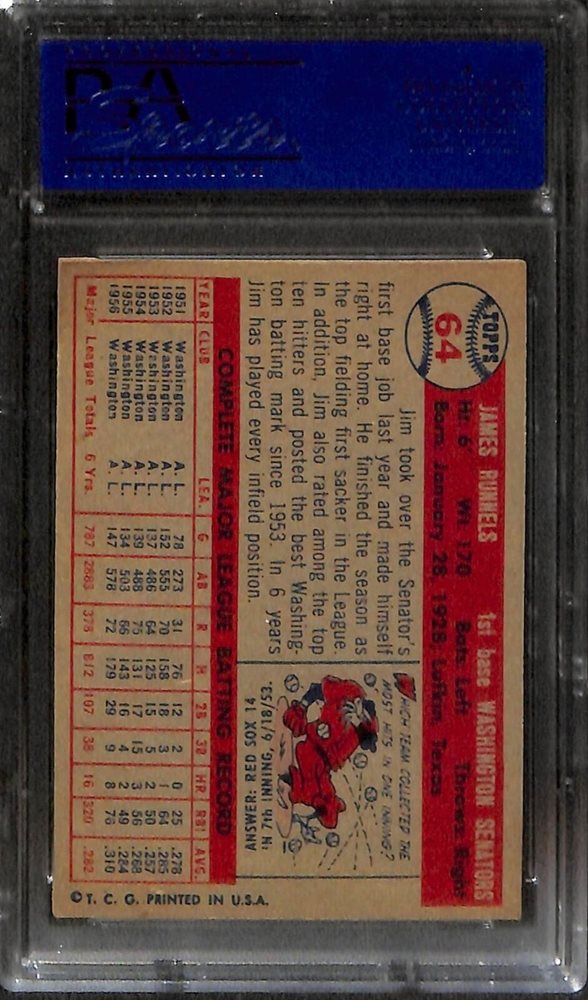 PSA
TOPPS
64
JAMES RUNNELS 1st base WASHINGTON SENATORS
Ht: 6' Wt: 170 Bats: Left Throws: Right
Born: January 28, 1928: Lufkin, Texas
Jim took over the Senator's
first base job last year and made himself
right at home. He finished the season as
the top fielding first sacker in the League.
In addition, Jim also rated among the top
ten hitters and posted the best Washing-
ton batting mark since 1953. In 6 years
Jim has played every infield position.
WHICH TEAM COLLECTED THE
MOST HITS IN ONE INNING?
ANSWER: RED SOX 14
IN 7th INNING, 6/18/53.
COMPLETE MAJOR LEAGUE BATTING RECORD
YEAR CLUB LEA. G AB R H 2B 3B HR RBI AVG.
1951 Washington A. L. 78 273 31 76 12 2 0 25 .278
1952 Washington A. L. 152 555 70 158 18 3 1 64 .285
1953 Washington A. L. 137 486 64 125 15 5 2 50 .257
1954 Washington A. L. 139 488 75 131 17 15 3 56 .268
1955 Washington A. L. 134 503 66 143 16 4 2 49 .284
1956 Washington A. L. 147 578 72 179 29 9 8 76 .310
Major League Totals 6 Yrs. 787 2883 378 812 107 38 16 320 .282
© T. C. G. PRINTED IN U.S.A.